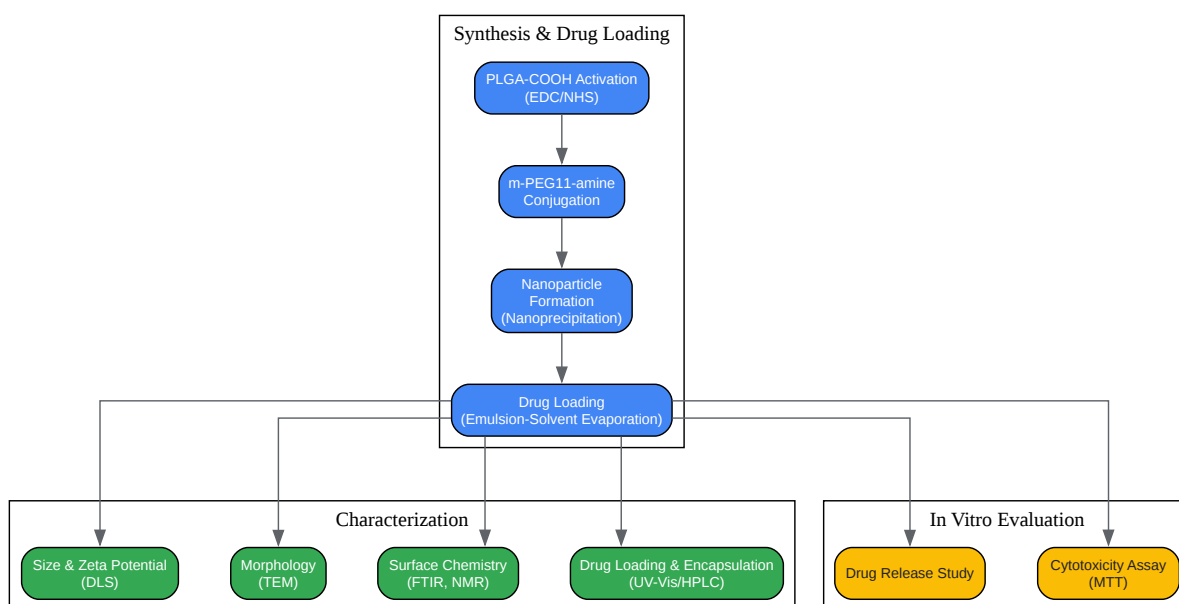 Synthesis & Drug Loading
PLGA-COOH Activation
(EDC/NHS)
m-PEG11-amine
Conjugation
Nanoparticle
Formation
(Nanoprecipitation)
Drug Loading
(Emulsion-Solvent Evaporation)
Characterization
Size & Zeta Potential
(DLS)
Morphology
(TEM)
Surface Chemistry
(FTIR, NMR)
Drug Loading & Encapsulation
(UV-Vis/HPLC)
In Vitro Evaluation
Drug Release Study
Cytotoxicity Assay
(MTT)